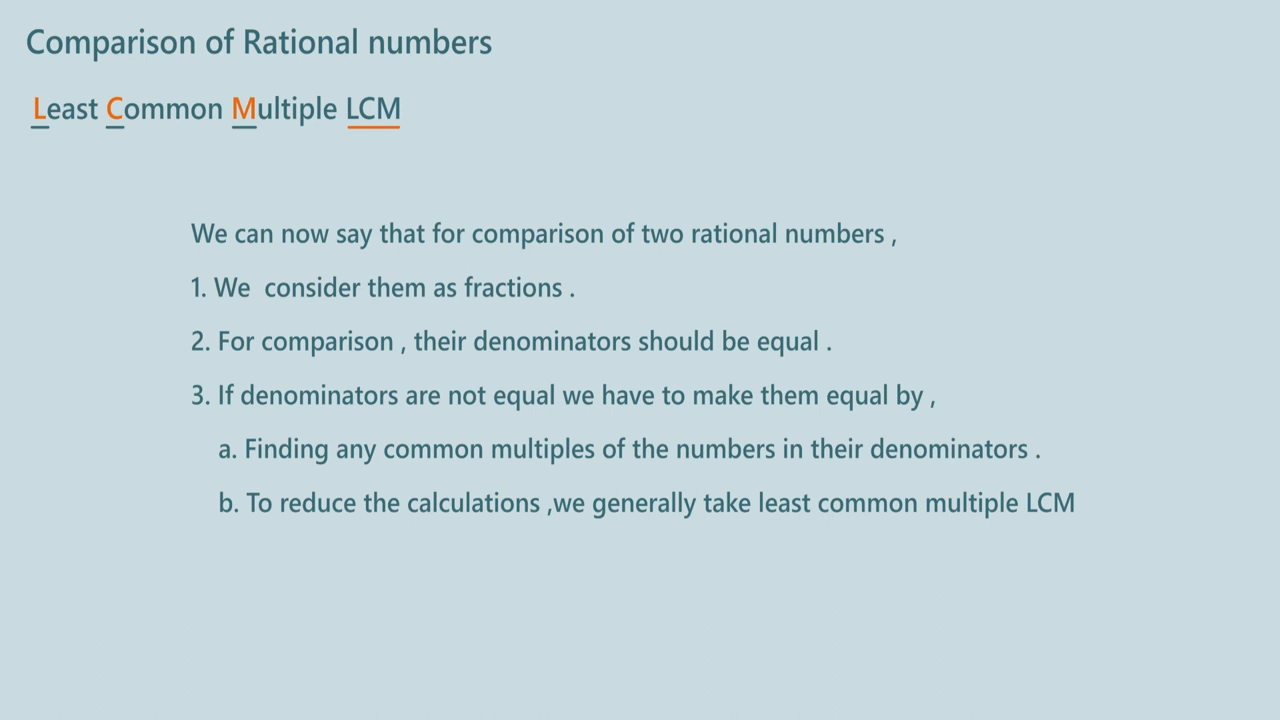 Comparison of Rational numbers
Least Common Multiple LCM
We can now say that for comparison of two rational numbers ,
1. We  consider them as fractions .
2. For comparison , their denominators should be equal .
3. If denominators are not equal we have to make them equal by ,
a. Finding any common multiples of the numbers in their denominators .
b. To reduce the calculations ,we generally take least common multiple LCM